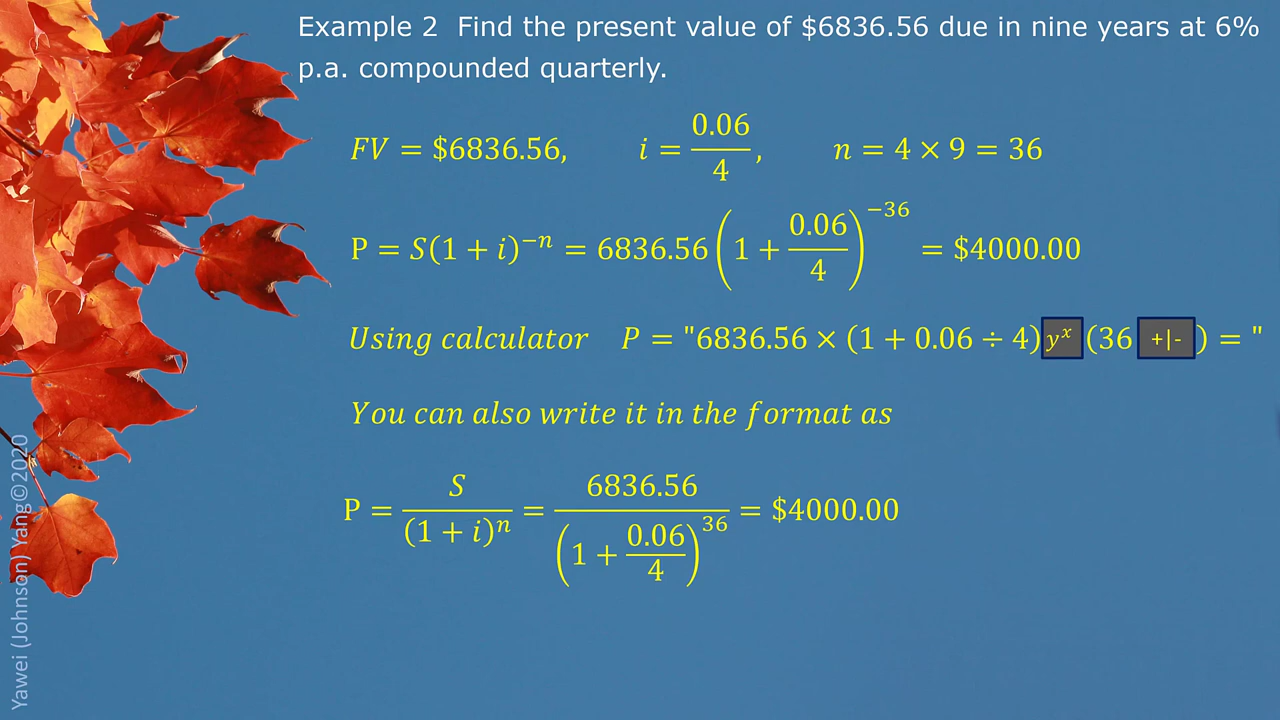 Example 2 Find the present value of $6836.56 due in nine years at 6%
p.a. compounded quarterly.
FV = $6836.56, i = 0.06/4, n = 4 × 9 = 36
P = S(1 + i)^−n = 6836.56(1 + 0.06/4)^−36 = $4000.00
Using calculator P = "6836.56 × (1 + 0.06 ÷ 4) y^x (36 +|- ) = "
You can also write it in the format as
P = S/(1 + i)^n = 6836.56/(1 + 0.06/4)^36 = $4000.00
Yawei (Johnson) Yang©2020